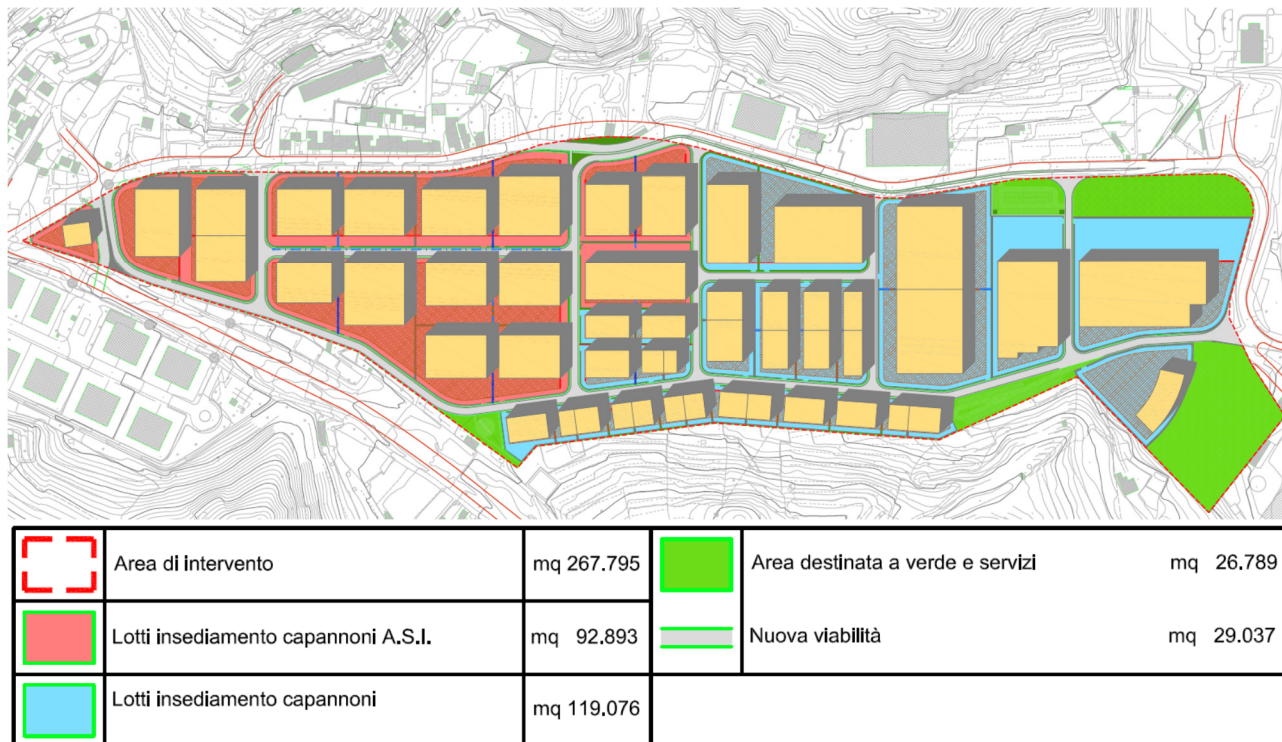 Area di intervento mq 267.795
Area destinata a verde e servizi mq 26.789
Lotti insediamento capannoni A.S.I. mq 92.893
Nuova viabilità mq 29.037
Lotti insediamento capannoni mq 119.076